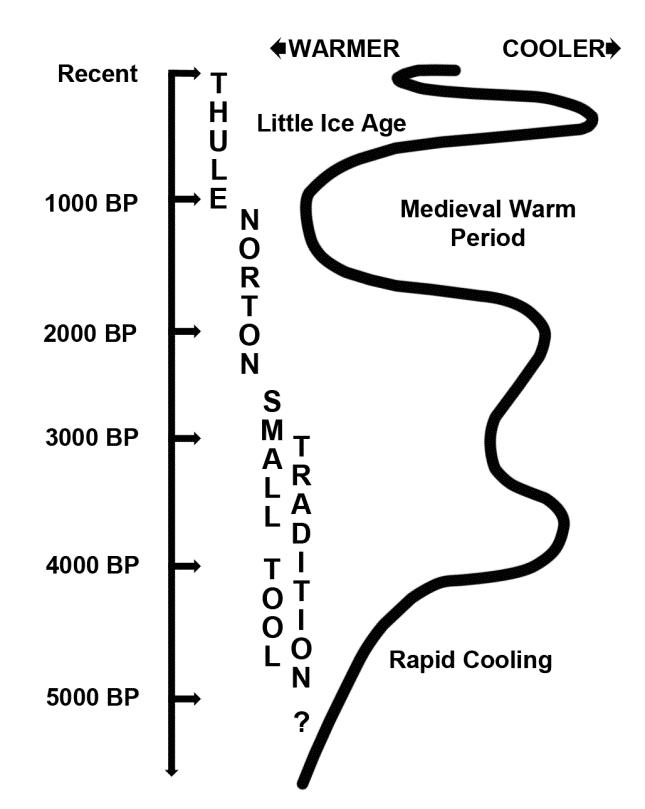 WARMER COOLER
Recent
THULE
Little Ice Age
1000 BP
Medieval Warm
Period
NORTON
2000 BP
3000 BP
SMALL TOOL
TRADITION ?
4000 BP
Rapid Cooling
5000 BP